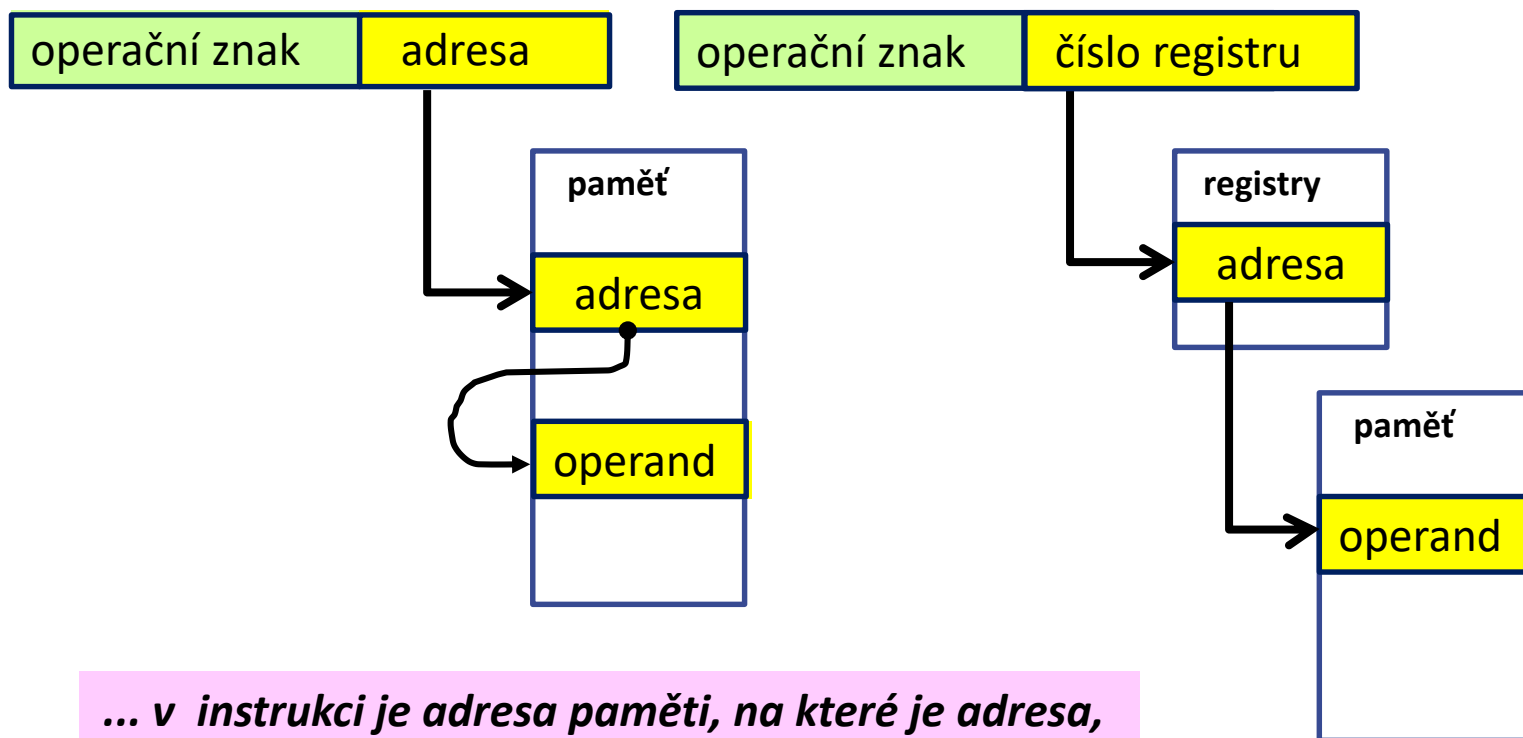 operační znak adresa
operační znak číslo registru
paměť
adresa
operand
registry
adresa
paměť
operand
... v instrukci je adresa paměti, na které je adresa,